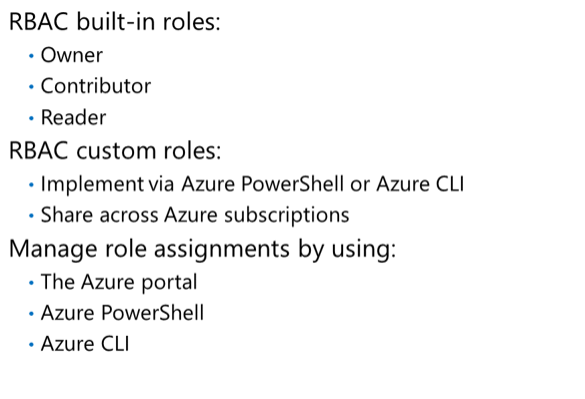 RBAC built-in roles:
• Owner
• Contributor
• Reader
RBAC custom roles:
• Implement via Azure PowerShell or Azure CLI
• Share across Azure subscriptions
Manage role assignments by using:
• The Azure portal
• Azure PowerShell
• Azure CLI